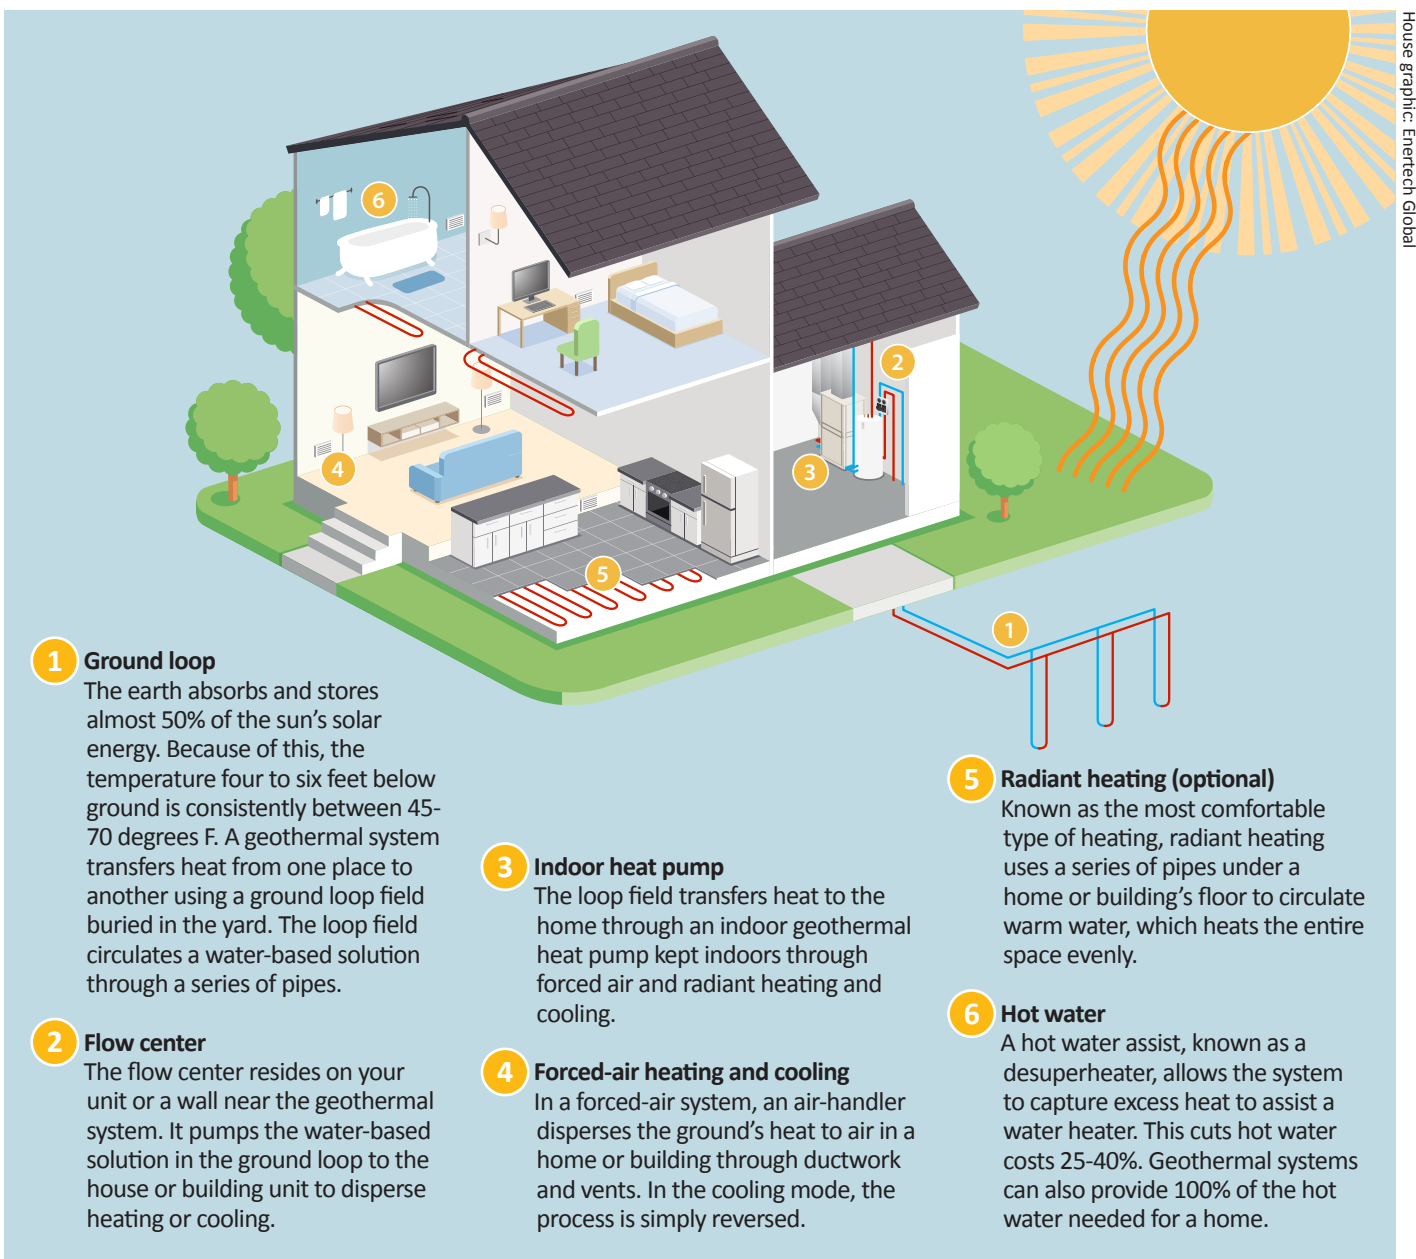 House graphic: Enertech Global
6
2
3
4
5
1
1 Ground loop
The earth absorbs and stores
almost 50% of the sun’s solar
energy. Because of this, the
temperature four to six feet below
ground is consistently between 45-
70 degrees F. A geothermal system
transfers heat from one place to
another using a ground loop field
buried in the yard. The loop field
circulates a water-based solution
through a series of pipes.
2 Flow center
The flow center resides on your
unit or a wall near the geothermal
system. It pumps the water-based
solution in the ground loop to the
house or building unit to disperse
heating or cooling.
3 Indoor heat pump
The loop field transfers heat to the
home through an indoor geothermal
heat pump kept indoors through
forced air and radiant heating and
cooling.
4 Forced-air heating and cooling
In a forced-air system, an air-handler
disperses the ground’s heat to air in a
home or building through ductwork
and vents. In the cooling mode, the
process is simply reversed.
5 Radiant heating (optional)
Known as the most comfortable
type of heating, radiant heating
uses a series of pipes under a
home or building’s floor to circulate
warm water, which heats the entire
space evenly.
6 Hot water
A hot water assist, known as a
desuperheater, allows the system
to capture excess heat to assist a
water heater. This cuts hot water
costs 25-40%. Geothermal systems
can also provide 100% of the hot
water needed for a home.